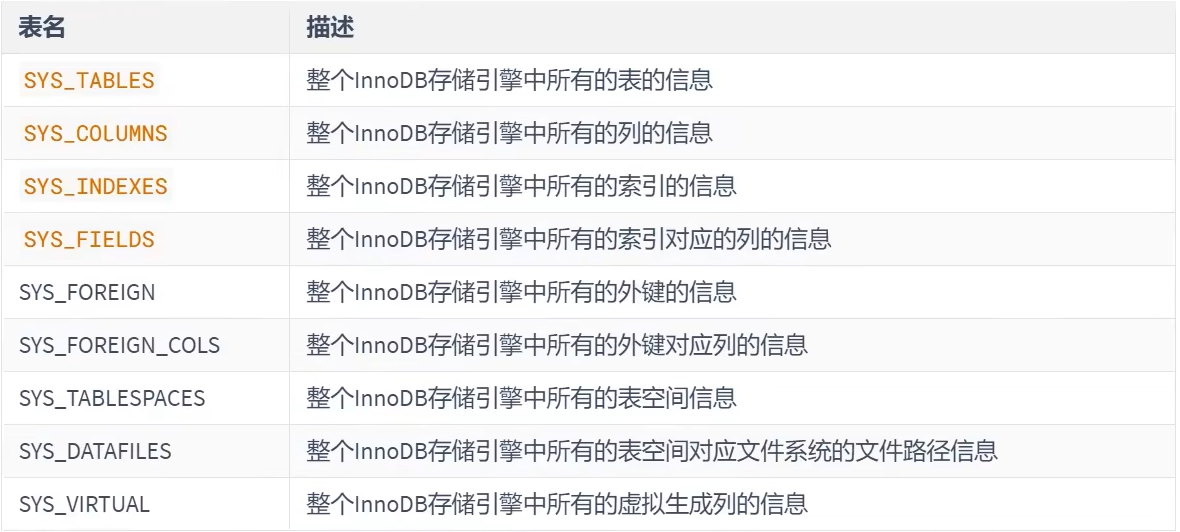 表名 描述
SYS_TABLES 整个InnoDB存储引擎中所有的表的信息
SYS_COLUMNS 整个InnoDB存储引擎中所有的列的信息
SYS_INDEXES 整个InnoDB存储引擎中所有的索引的信息
SYS_FIELDS 整个InnoDB存储引擎中所有的索引对应的列的信息
SYS_FOREIGN 整个InnoDB存储引擎中所有的外键的信息
SYS_FOREIGN_COLS 整个InnoDB存储引擎中所有的外键对应列的信息
SYS_TABLESPACES 整个InnoDB存储引擎中所有的表空间信息
SYS_DATAFILES 整个InnoDB存储引擎中所有的表空间对应文件系统的文件路径信息
SYS_VIRTUAL 整个InnoDB存储引擎中所有的虚拟生成列的信息